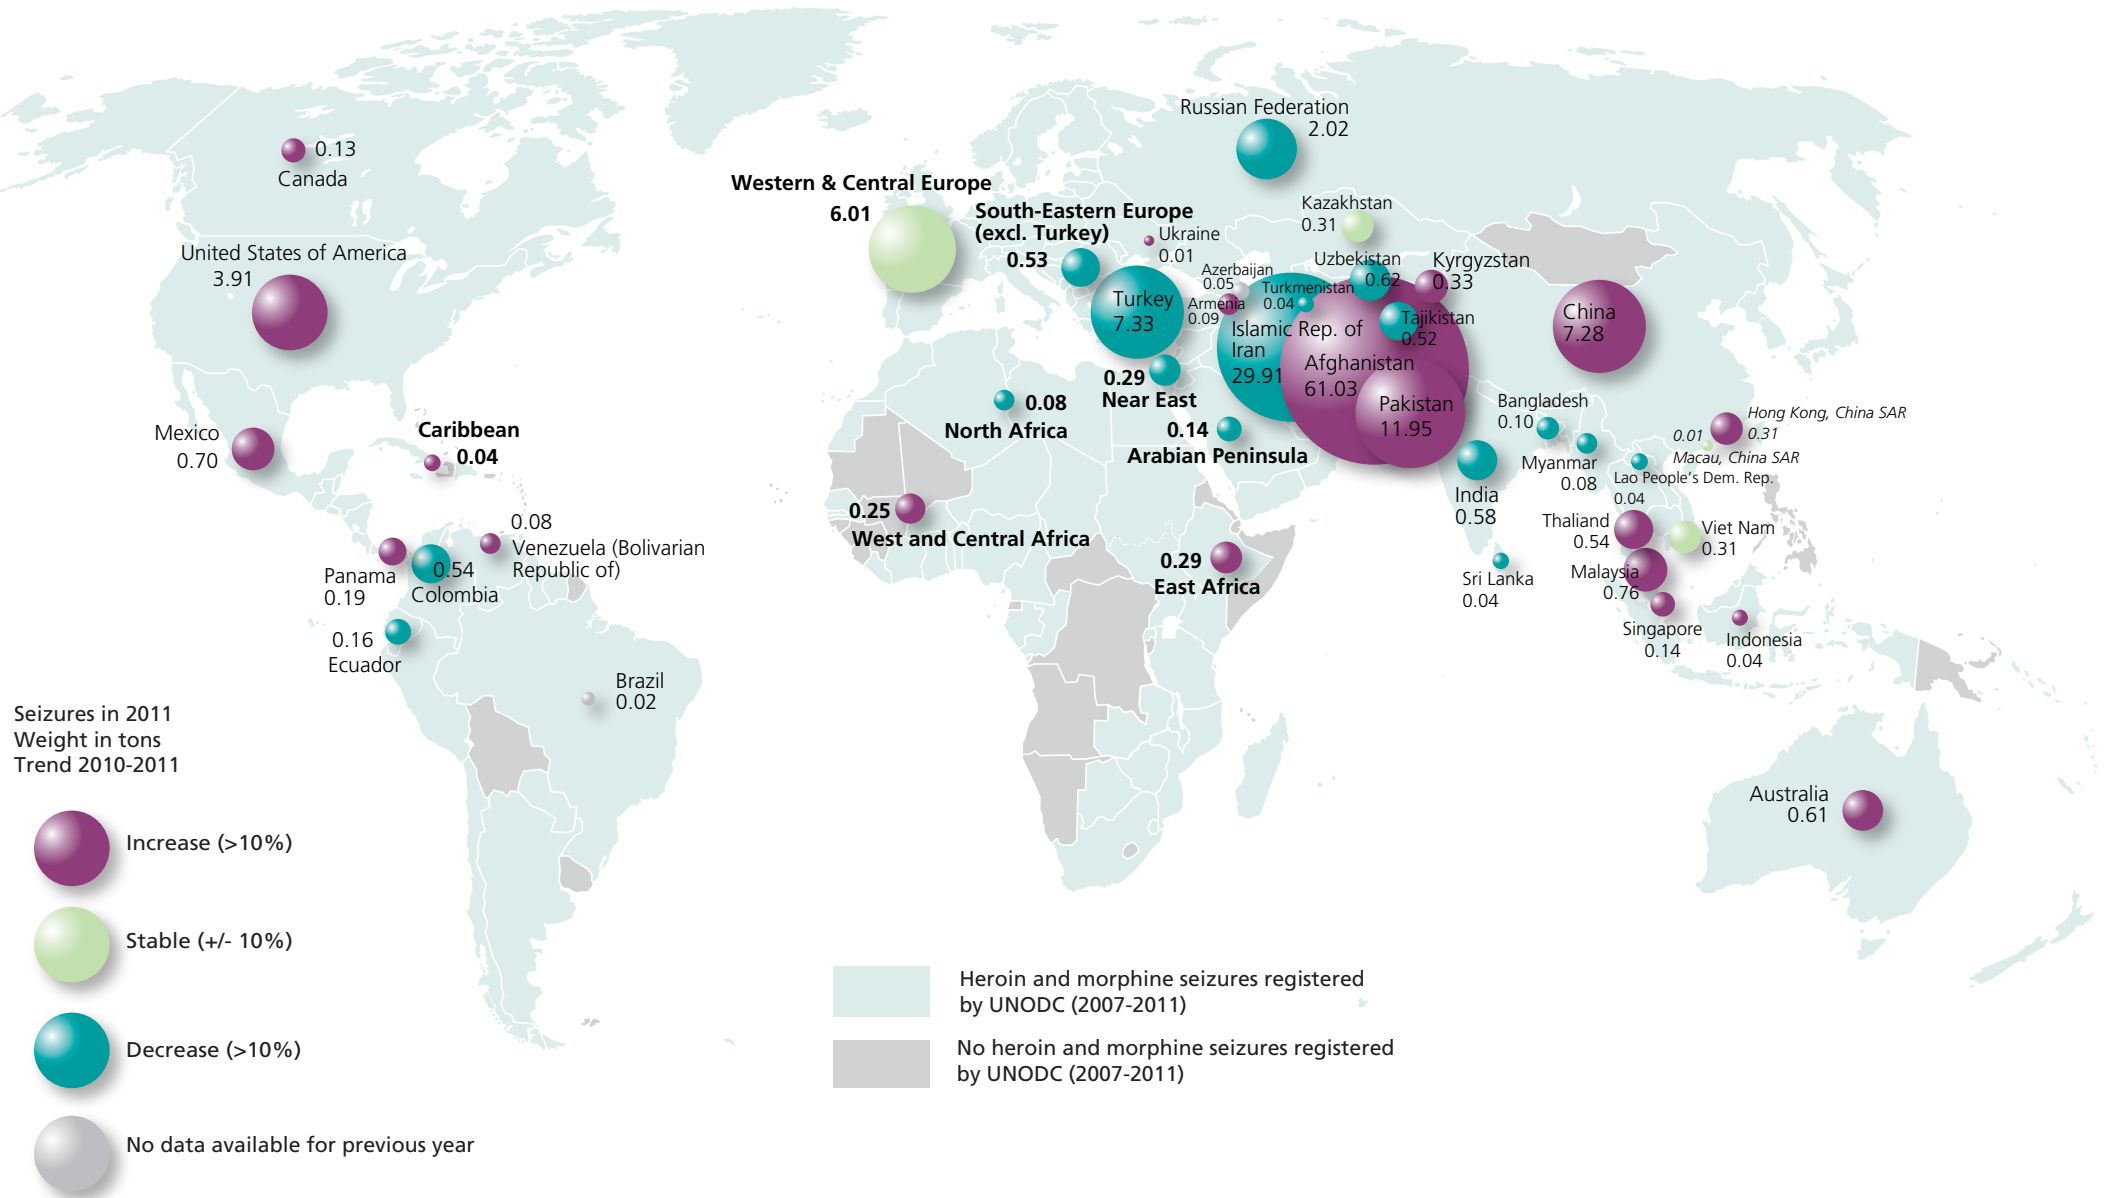 Russian Federation
2.02
0.13
Canada
Western & Central Europe
6.01
South-Eastern Europe
(excl. Turkey)
0.53
Kazakhstan
0.31
Ukraine
0.01
United States of America
3.91
Azerbaijan
0.05
Armenia
0.09
Turkmenistan
0.04
Uzbekistan
0.62
Kyrgyzstan
0.33
Turkey
7.33
Islamic Rep. of
Iran
29.91
Tajikistan
0.52
China
7.28
Afghanistan
61.03
Pakistan
11.95
0.29
Near East
0.08
North Africa
0.14
Arabian Peninsula
Bangladesh
0.10
Hong Kong, China SAR
0.31
0.01
Macau, China SAR
Mexico
0.70
Caribbean
0.04
Myanmar
0.08
Lao People's Dem. Rep.
0.04
India
0.58
0.25
West and Central Africa
Thaliand
0.54
Viet Nam
0.31
0.08
Venezuela (Bolivarian
Republic of)
Panama
0.19
0.54
Colombia
0.29
East Africa
Sri Lanka
0.04
Malaysia
0.76
Singapore
0.14
Indonesia
0.04
0.16
Ecuador
Brazil
0.02
Australia
0.61
Seizures in 2011
Weight in tons
Trend 2010-2011
Increase (>10%)
Stable (+/- 10%)
Decrease (>10%)
No data available for previous year
Heroin and morphine seizures registered
by UNODC (2007-2011)
No heroin and morphine seizures registered
by UNODC (2007-2011)